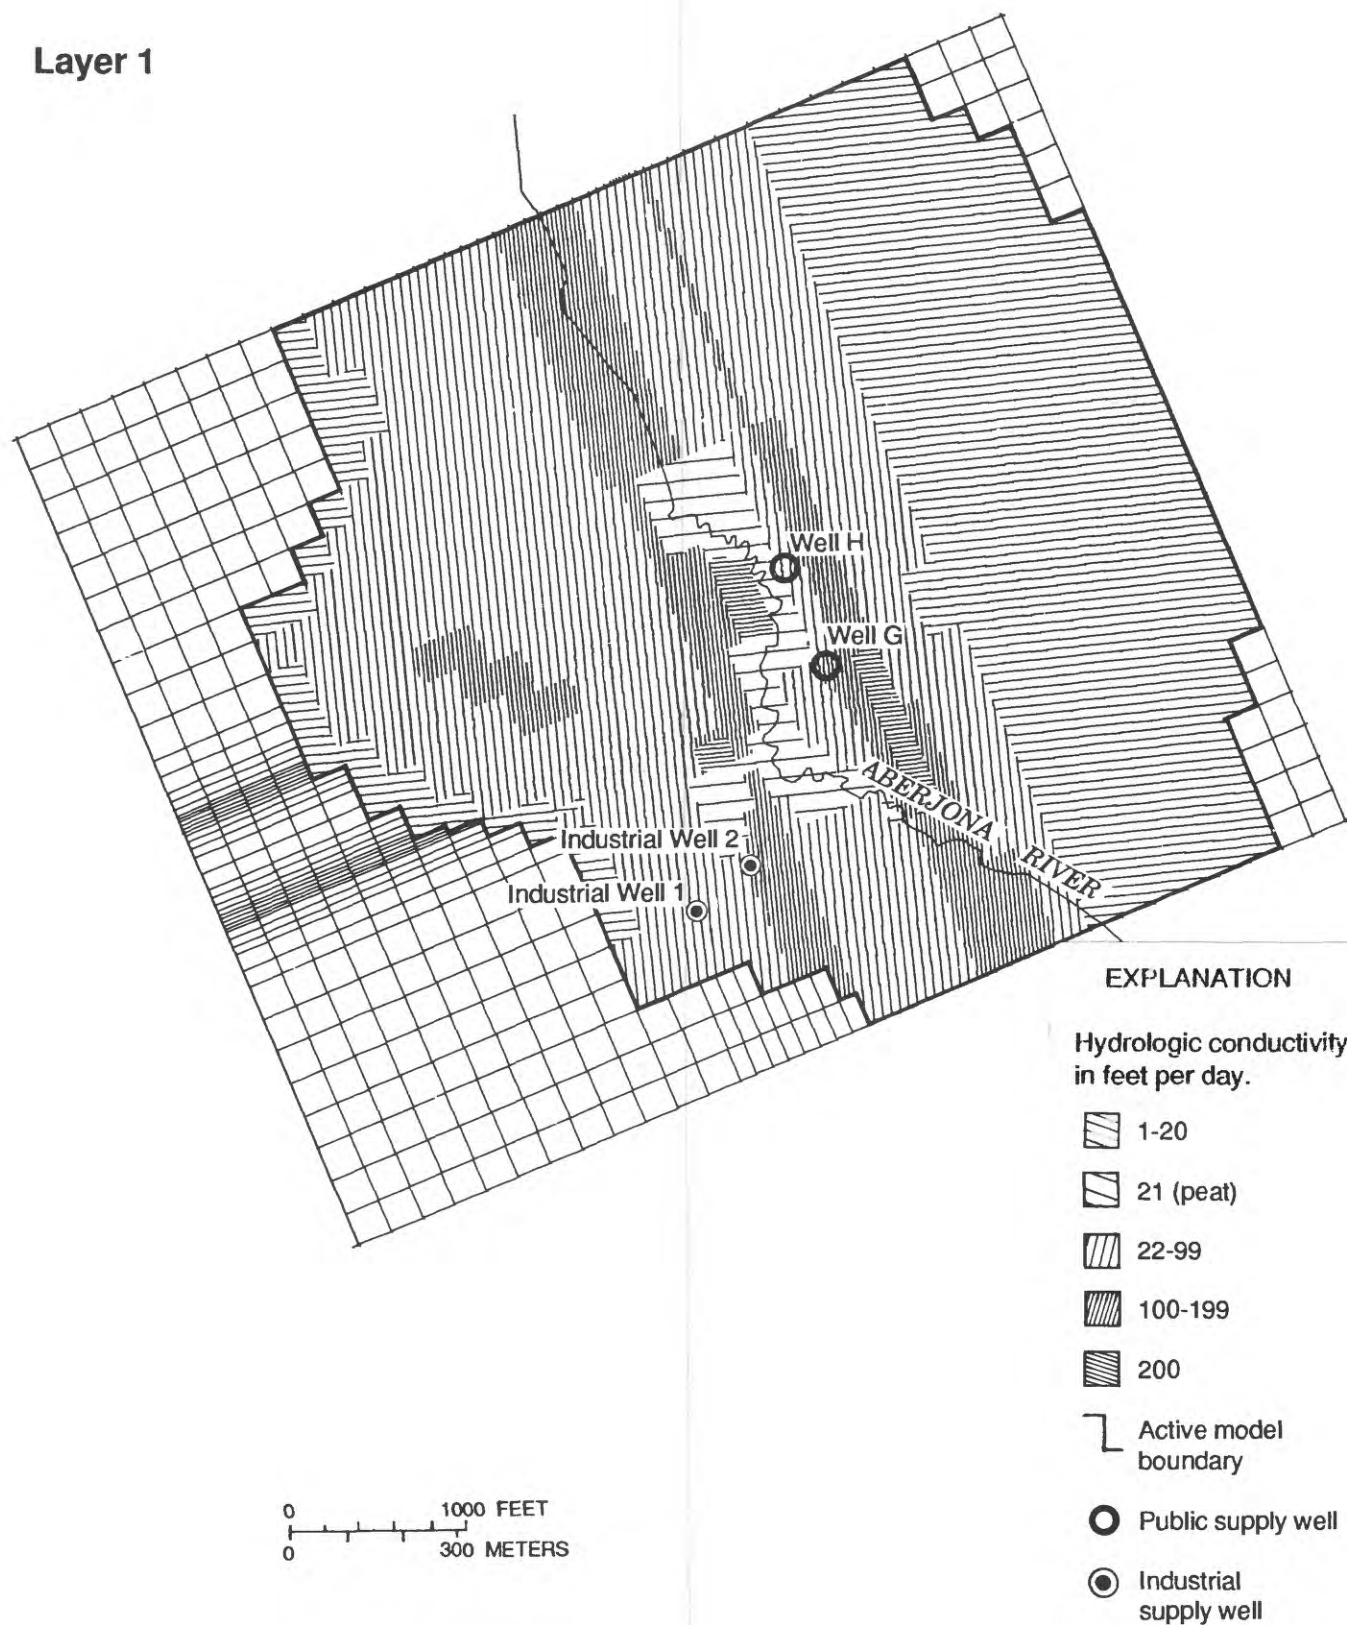 Layer 1
Well H
Well G
ABERJONA RIVER
Industrial Well 2
Industrial Well 1
EXPLANATION
Hydrologic conductivity
in feet per day.
1-20
21 (peat)
22-99
100-199
200
Active model
boundary
Public supply well
Industrial
supply well
0 1000 FEET
0 300 METERS